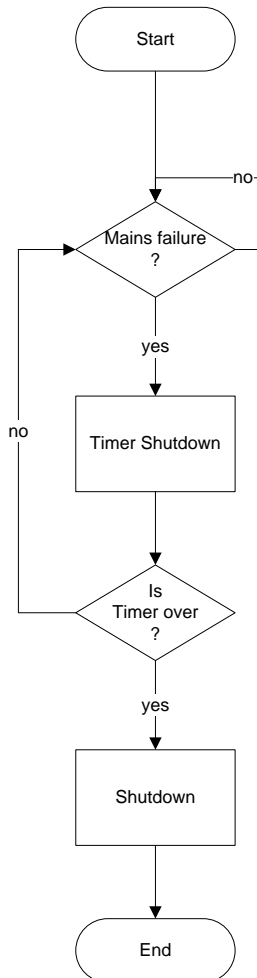 Start
no
Mains failure
?
yes
no
Timer Shutdown
Is
Timer over
?
yes
Shutdown
End